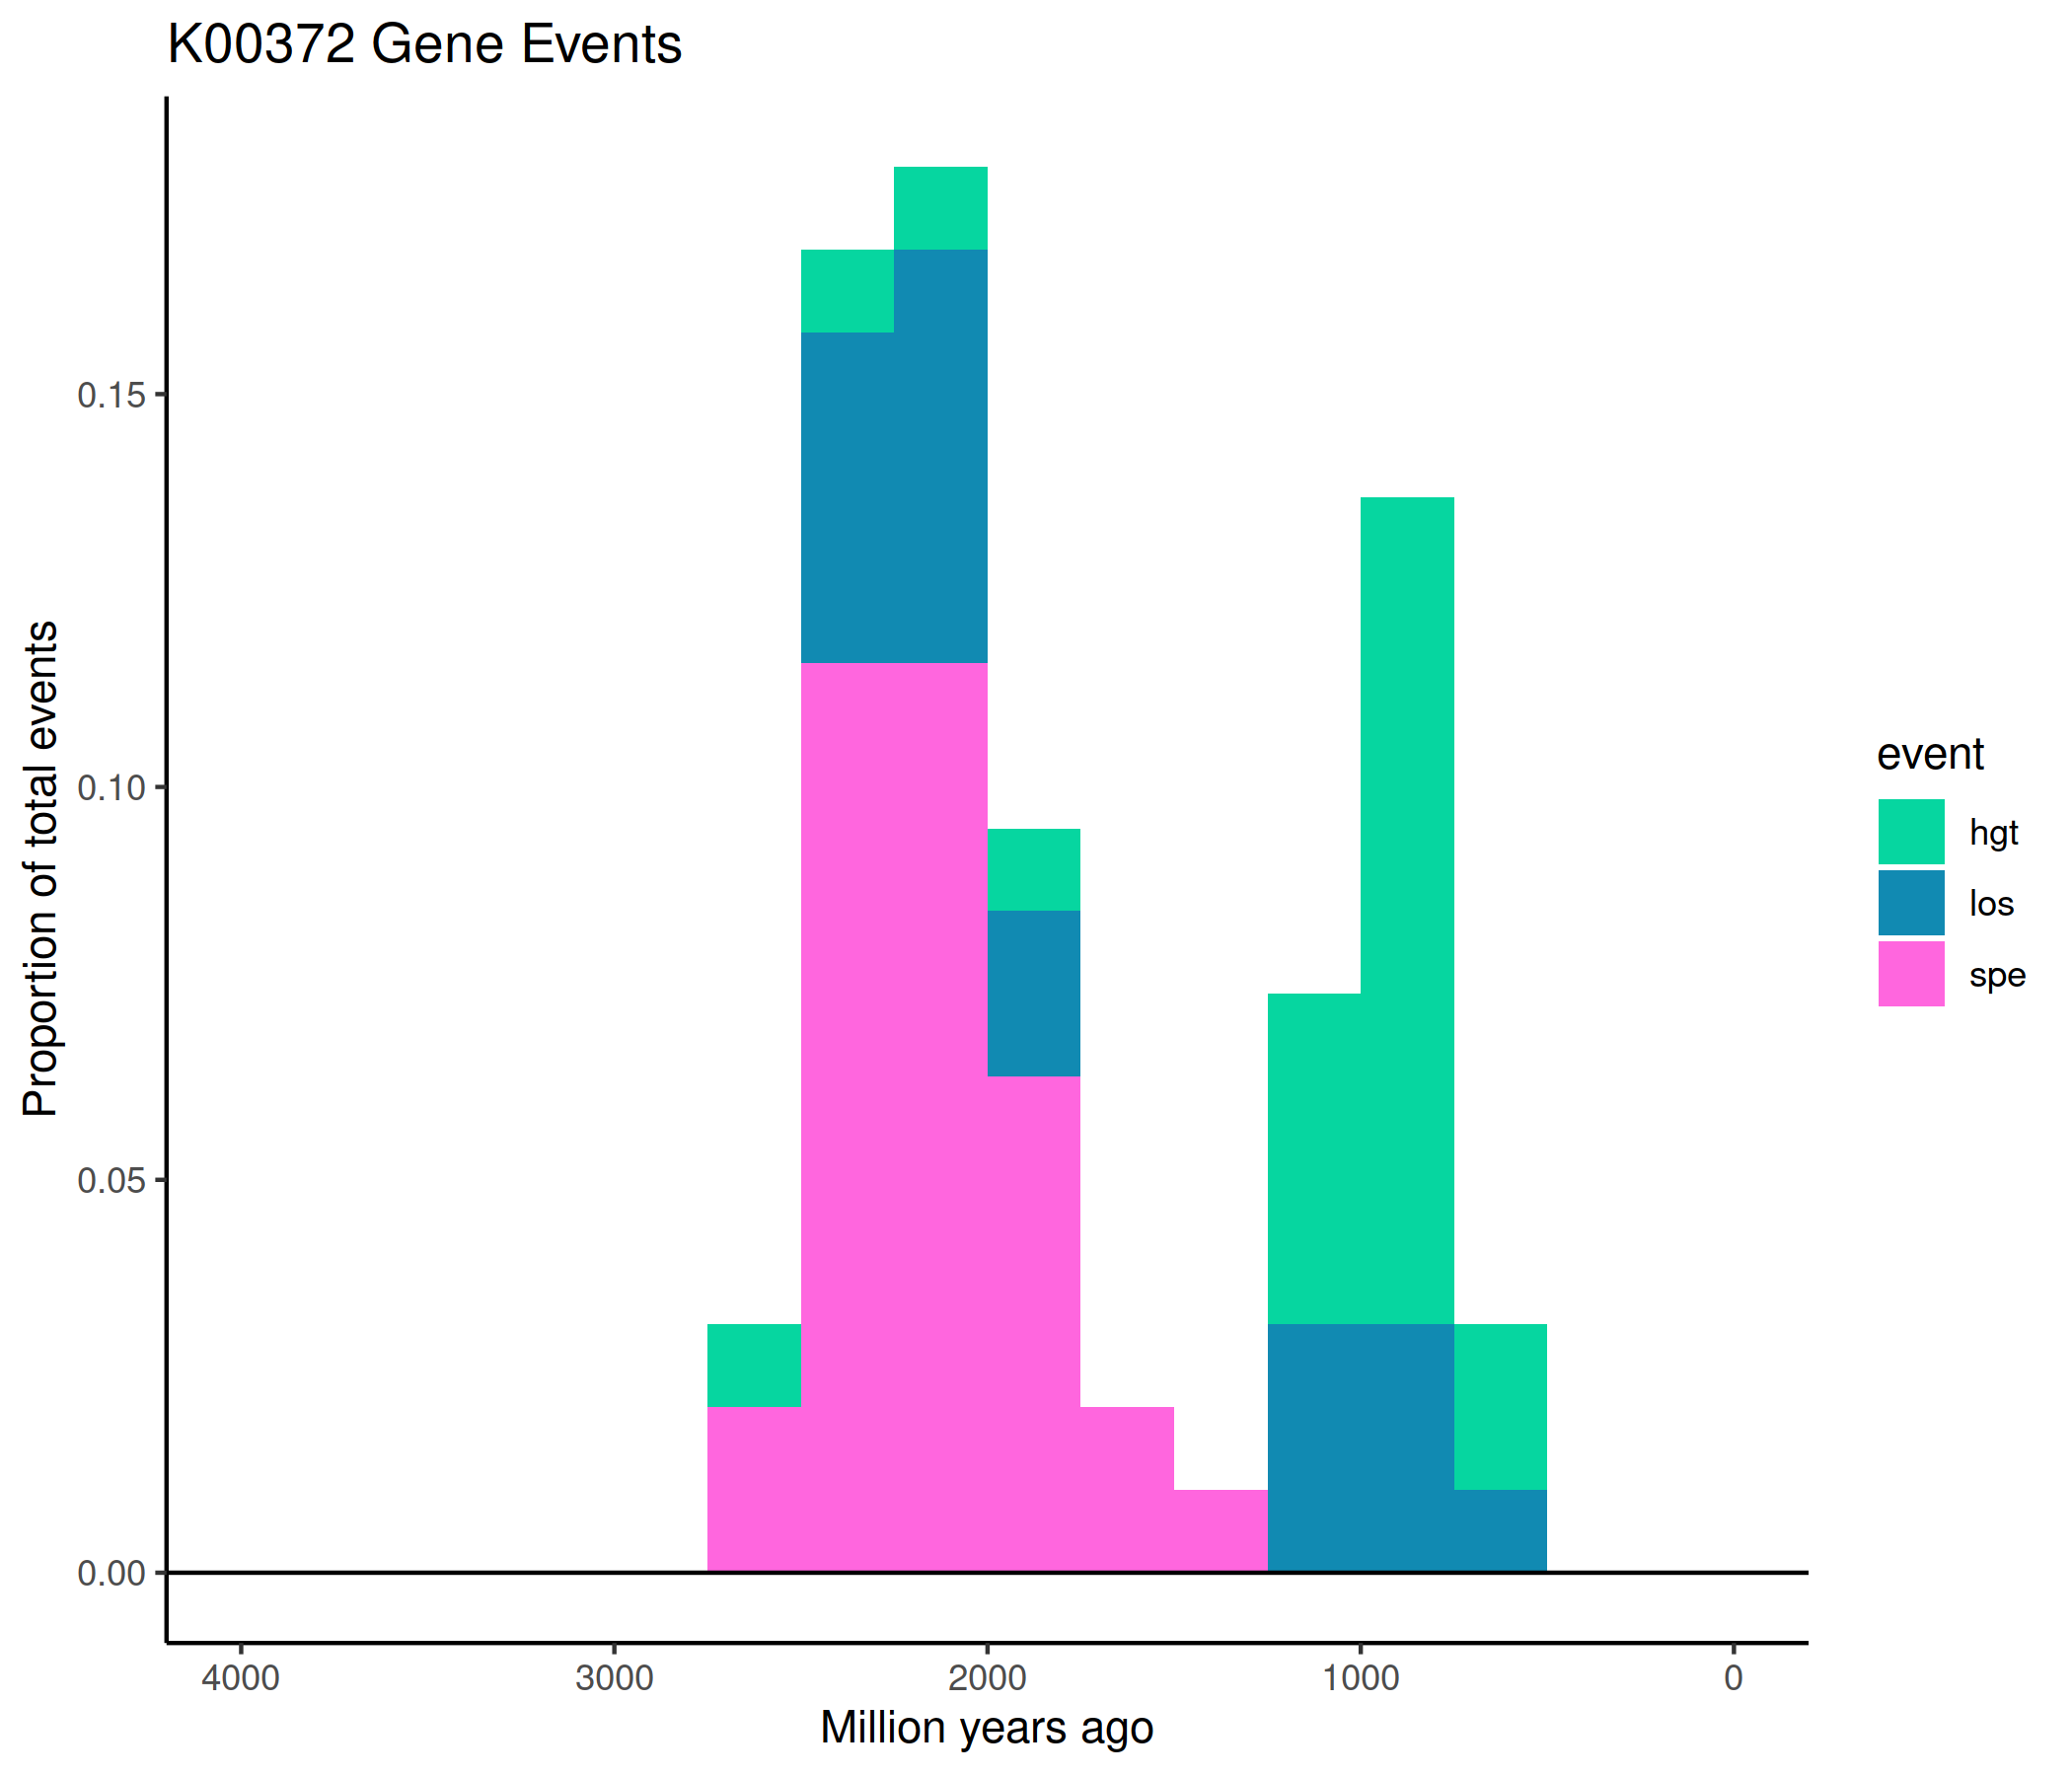 K00372 Gene Events
Proportion of total events
0.15
0.10
0.05
0.00
4000 3000 2000 1000 0
Million years ago
event
hgt
los
spe